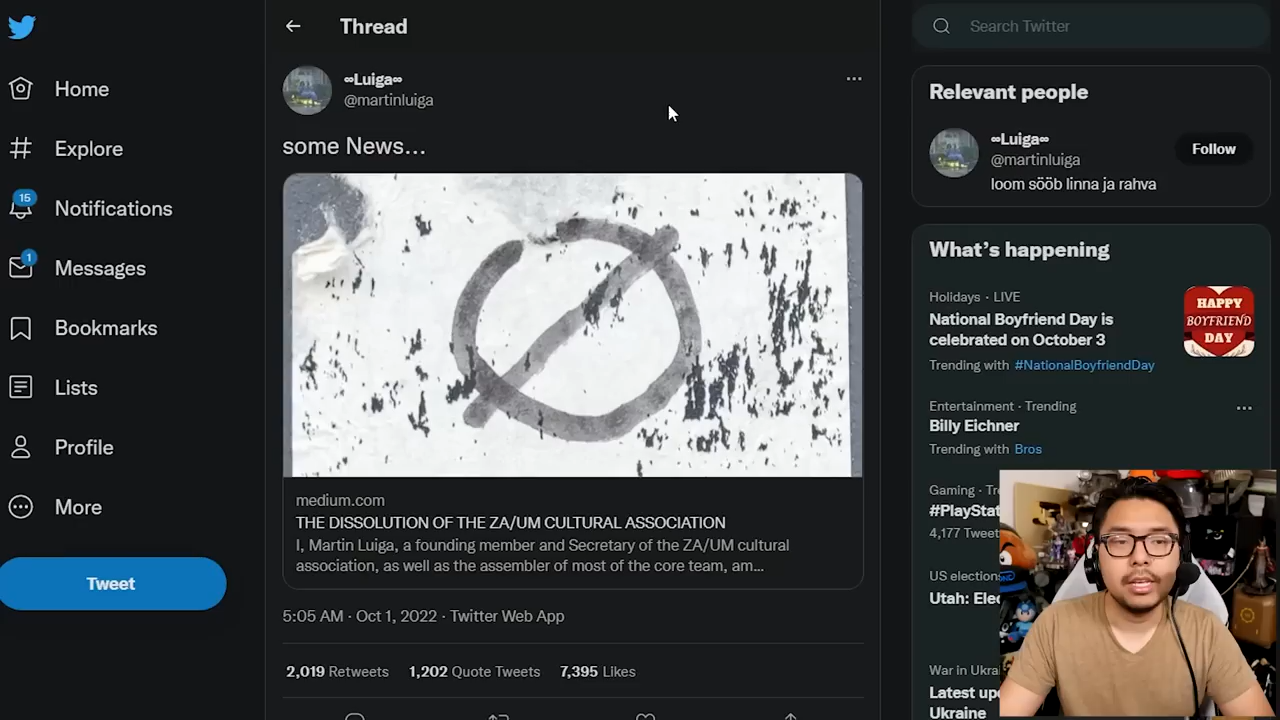 Home
Explore
15
Notifications
1
Messages
Bookmarks
Lists
Profile
More
Tweet
Thread
∞Luiga∞
@martinluiga
some News...
medium.com
THE DISSOLUTION OF THE ZA/UM CULTURAL ASSOCIATION
I, Martin Luiga, a founding member and Secretary of the ZA/UM cultural
association, as well as the assembler of most of the core team, am...
5:05 AM · Oct 1, 2022 · Twitter Web App
2,019 Retweets 1,202 Quote Tweets 7,395 Likes
Search Twitter
Relevant people
∞Luiga∞
@martinluiga
Follow
loom sööb linna ja rahva
What's happening
Holidays · LIVE
National Boyfriend Day is
celebrated on October 3
Trending with #NationalBoyfriendDay
HAPPY
BOYFRIEND
DAY
Entertainment · Trending
Billy Eichner
Trending with Bros
Gaming · Tre
#PlayStat
4,177 Tweet
US elections
Utah: Ele
War in Ukra
Latest upd
Ukraine